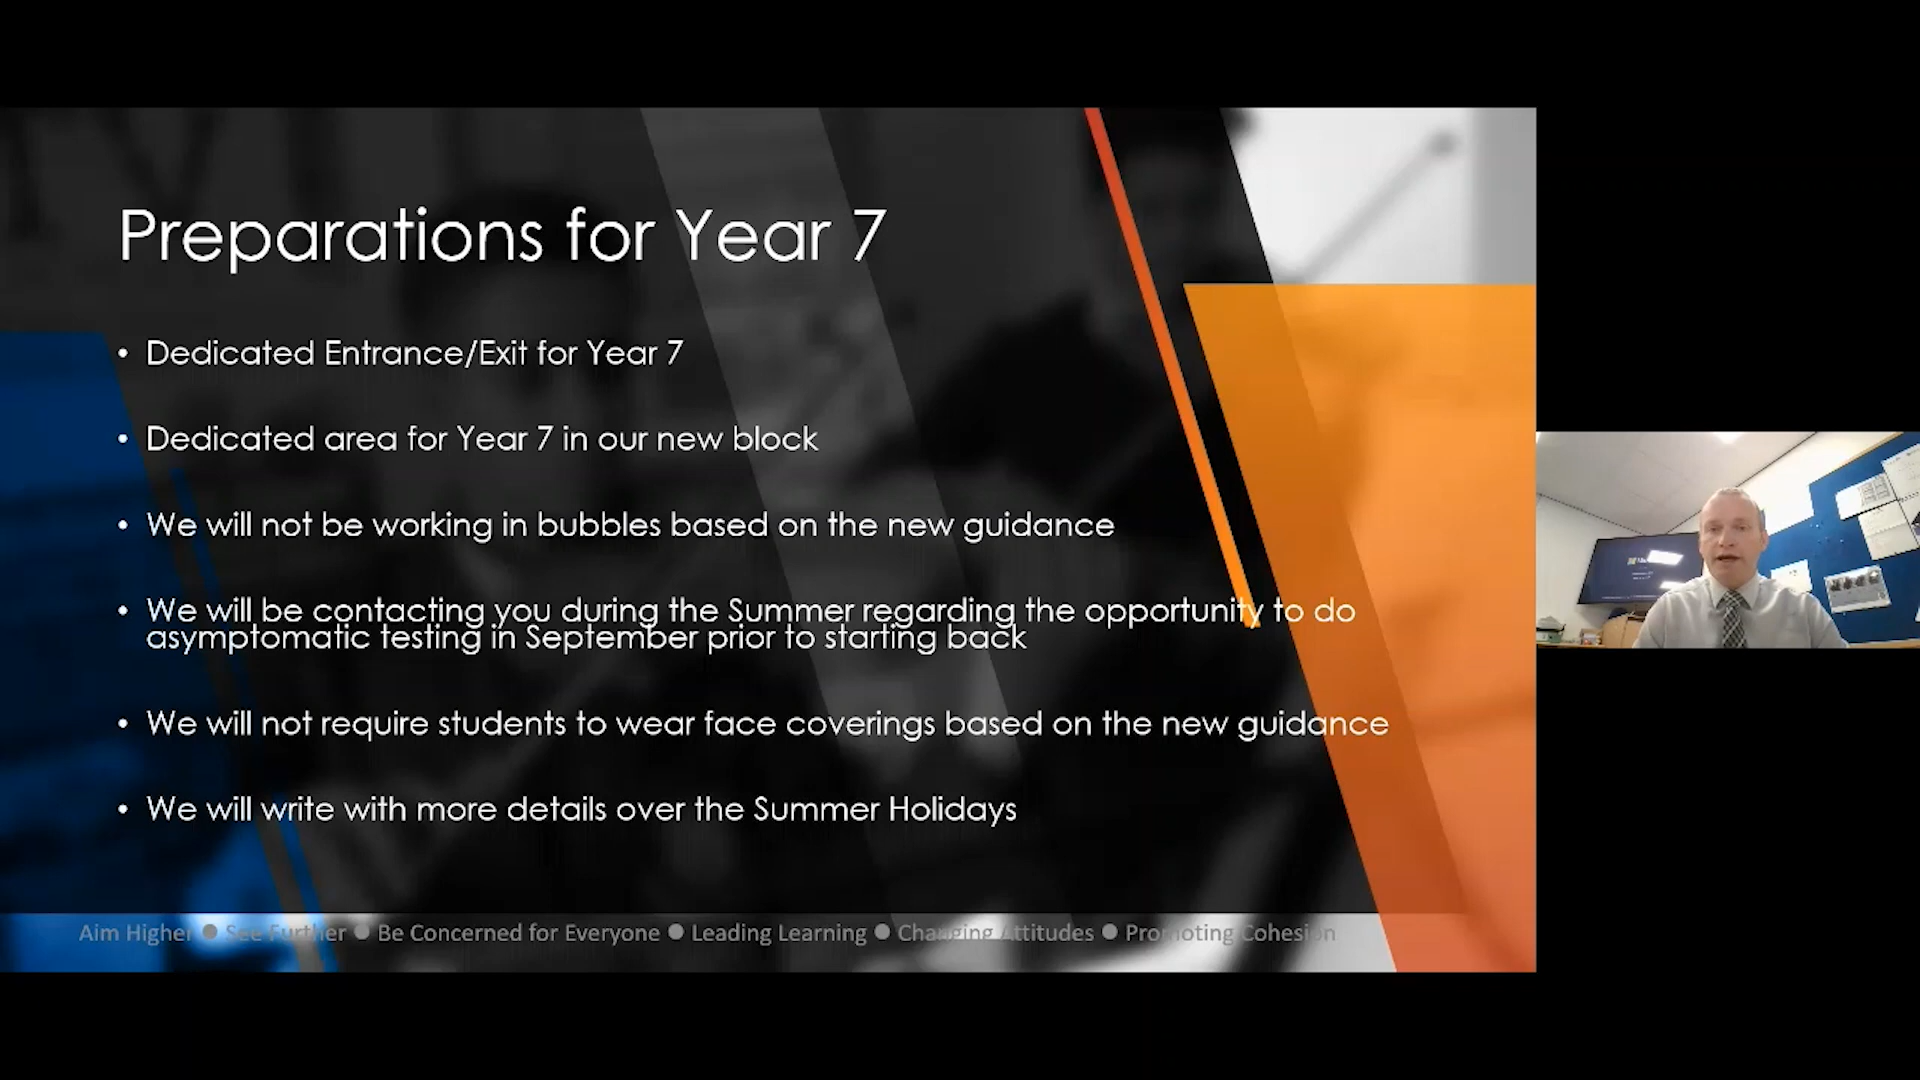 Preparations for Year 7
• Dedicated Entrance/Exit for Year 7
• Dedicated area for Year 7 in our new block
• We will not be working in bubbles based on the new guidance
• We will be contacting you during the Summer regarding the opportunity to do
asymptomatic testing in September prior to starting back
• We will not require students to wear face coverings based on the new guidance
• We will write with more details over the Summer Holidays
Aim Higher ● See Further ● Be Concerned for Everyone ● Leading Learning ● Changing Attitudes ● Promoting Cohesion